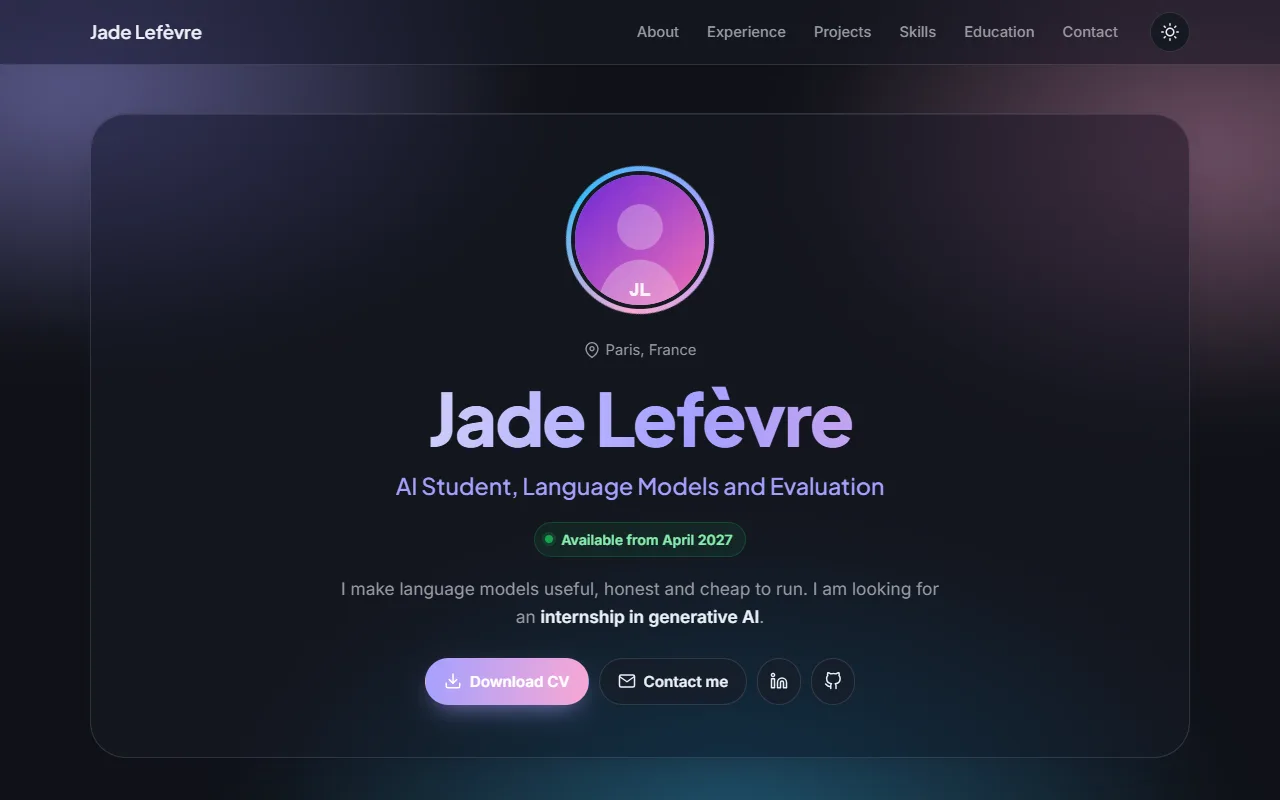 Jade Lefèvre
About
Experience
Projects
Skills
Education
Contact
JL
Paris, France
Jade Lefèvre
AI Student, Language Models and Evaluation
Available from April 2027
I make language models useful, honest and cheap to run. I am looking for
an internship in generative AI.
Download CV
Contact me